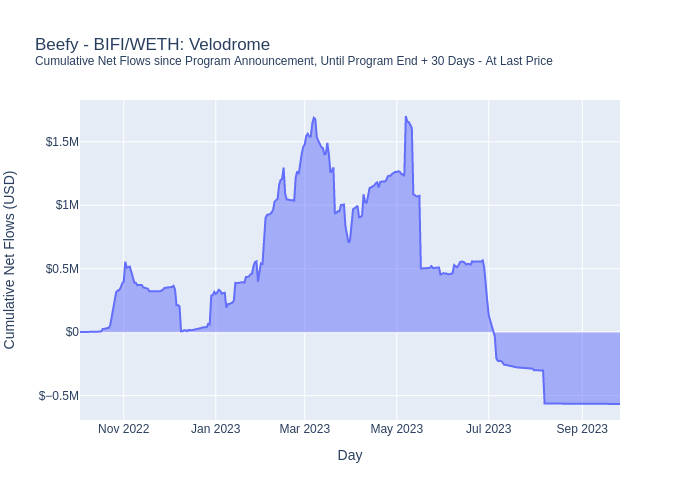 Beefy - BIFI/WETH: Velodrome
Cumulative Net Flows since Program Announcement, Until Program End + 30 Days - At Last Price
Cumulative Net Flows (USD)
$1.5M
$1M
$0.5M
$0
$−0.5M
Nov 2022 Jan 2023 Mar 2023 May 2023 Jul 2023 Sep 2023
Day